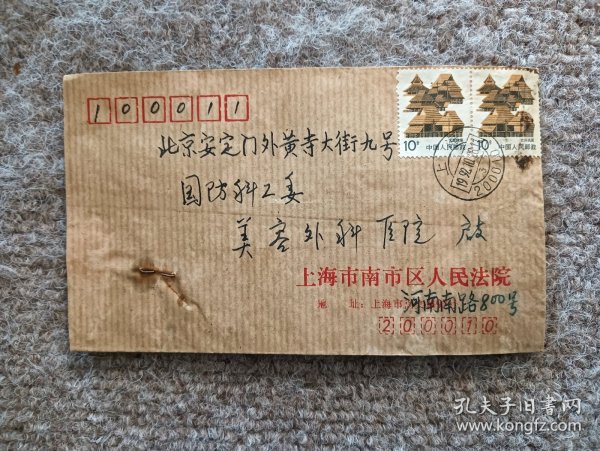 100011
北京安定门外黄寺大街九号
国防科工委
美容外科医院 启
10分
中国人民邮政
10分
中国人民邮政
上
上海市南市区人民法院
地 址:上海市
河南南路800号
200010
孔夫子旧书网
www.kongfz.com